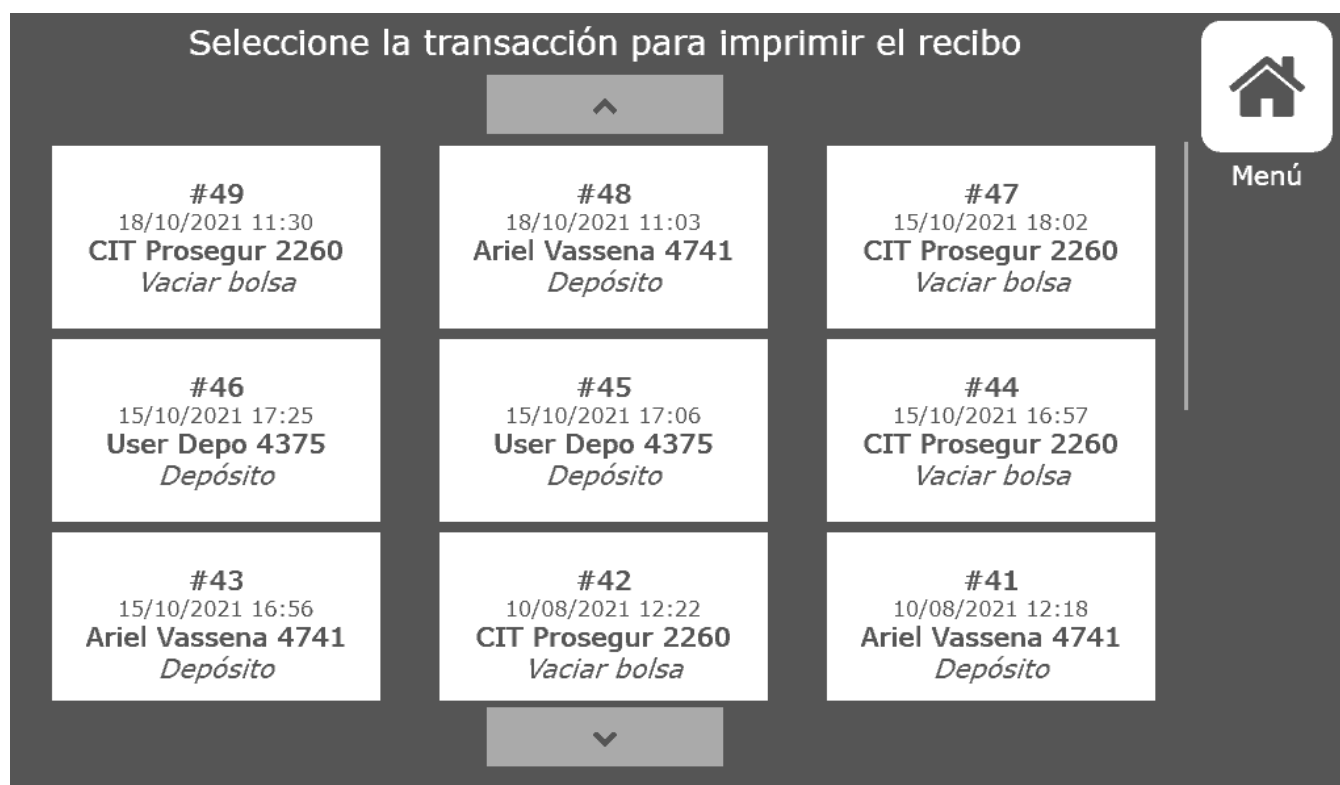 Seleccione la transacción para imprimir el recibo
Menú
#49
18/10/2021 11:30
CIT Prosegur 2260
Vaciar bolsa
#48
18/10/2021 11:03
Ariel Vassena 4741
Depósito
#47
15/10/2021 18:02
CIT Prosegur 2260
Vaciar bolsa
#46
15/10/2021 17:25
User Depo 4375
Depósito
#45
15/10/2021 17:06
User Depo 4375
Depósito
#44
15/10/2021 16:57
CIT Prosegur 2260
Vaciar bolsa
#43
15/10/2021 16:56
Ariel Vassena 4741
Depósito
#42
10/08/2021 12:22
CIT Prosegur 2260
Vaciar bolsa
#41
10/08/2021 12:18
Ariel Vassena 4741
Depósito